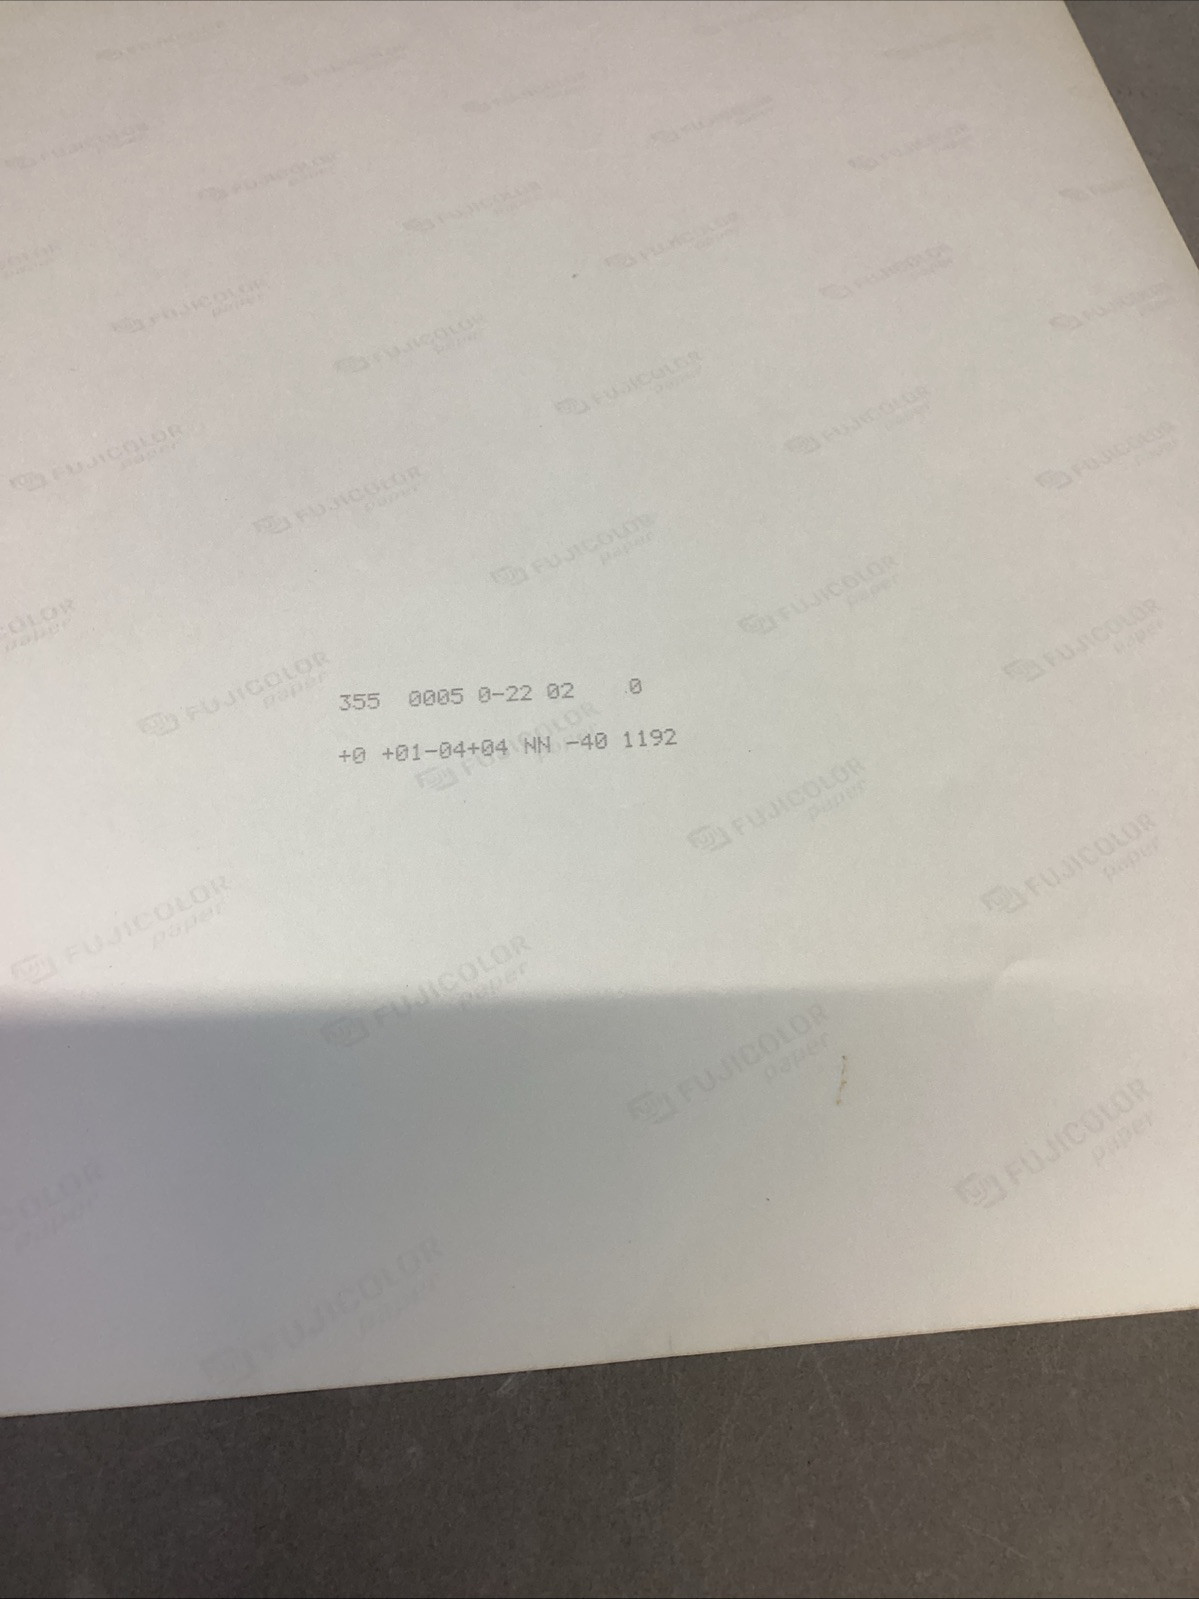 355 0005 0-22 02 0
+0 +01-04+04 NN -40 1192
FUJICOLOR
paper